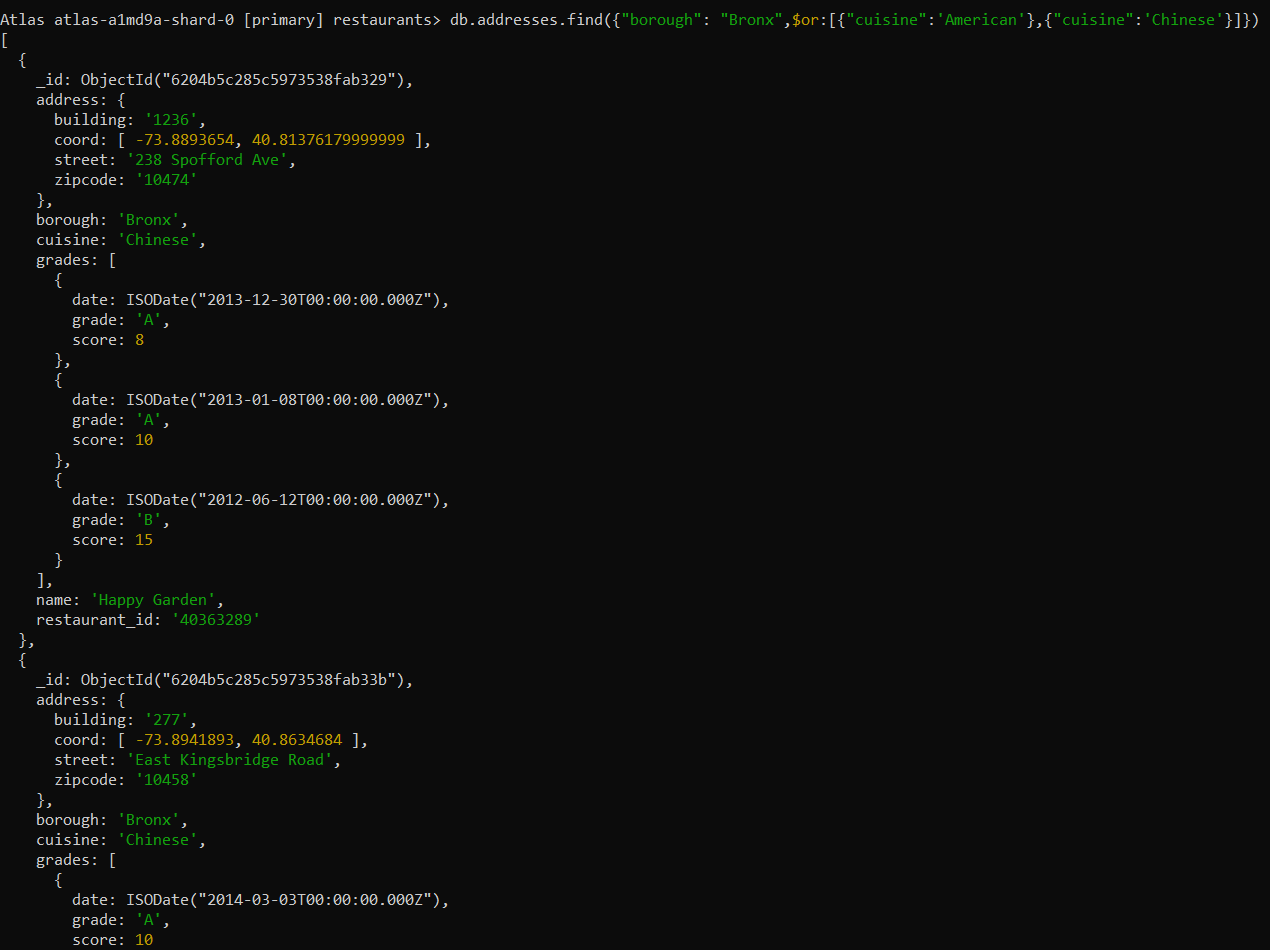 Atlas atlas-a1md9a-shard-0 [primary] restaurants> db.addresses.find({"borough": "Bronx",$or:[{"cuisine":'American'},{"cuisine":'Chinese'}]})
[
  {
    _id: ObjectId("6204b5c285c5973538fab329"),
    address: {
      building: '1236',
      coord: [ -73.8893654, 40.81376179999999 ],
      street: '238 Spofford Ave',
      zipcode: '10474'
    },
    borough: 'Bronx',
    cuisine: 'Chinese',
    grades: [
      {
        date: ISODate("2013-12-30T00:00:00.000Z"),
        grade: 'A',
        score: 8
      },
      {
        date: ISODate("2013-01-08T00:00:00.000Z"),
        grade: 'A',
        score: 10
      },
      {
        date: ISODate("2012-06-12T00:00:00.000Z"),
        grade: 'B',
        score: 15
      }
    ],
    name: 'Happy Garden',
    restaurant_id: '40363289'
  },
  {
    _id: ObjectId("6204b5c285c5973538fab33b"),
    address: {
      building: '277',
      coord: [ -73.8941893, 40.8634684 ],
      street: 'East Kingsbridge Road',
      zipcode: '10458'
    },
    borough: 'Bronx',
    cuisine: 'Chinese',
    grades: [
      {
        date: ISODate("2014-03-03T00:00:00.000Z"),
        grade: 'A',
        score: 10